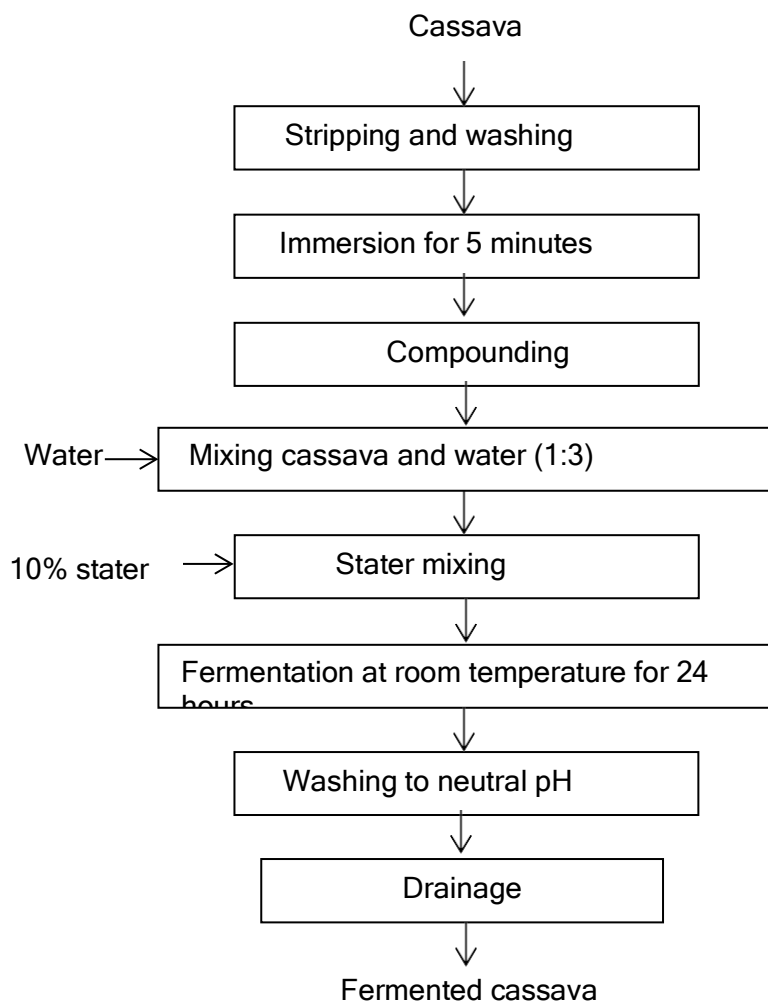 Cassava
Stripping and washing
Immersion for 5 minutes
Compounding
Water
Mixing cassava and water (1:3)
10% stater
Stater mixing
Fermentation at room temperature for 24
hours
Washing to neutral pH
Drainage
Fermented cassava